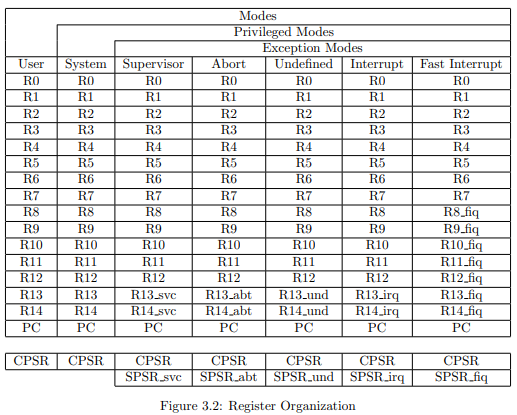 Modes
Privileged Modes
Exception Modes
User System Supervisor Abort Undefined Interrupt Fast Interrupt
R0 R0 R0 R0 R0 R0 R0
R1 R1 R1 R1 R1 R1 R1
R2 R2 R2 R2 R2 R2 R2
R3 R3 R3 R3 R3 R3 R3
R4 R4 R4 R4 R4 R4 R4
R5 R5 R5 R5 R5 R5 R5
R6 R6 R6 R6 R6 R6 R6
R7 R7 R7 R7 R7 R7 R7
R8 R8 R8 R8 R8 R8 R8_fiq
R9 R9 R9 R9 R9 R9 R9_fiq
R10 R10 R10 R10 R10 R10 R10_fiq
R11 R11 R11 R11 R11 R11 R11_fiq
R12 R12 R12 R12 R12 R12 R12_fiq
R13 R13 R13_svc R13_abt R13_und R13_irq R13_fiq
R14 R14 R14_svc R14_abt R14_und R14_irq R14_fiq
PC PC PC PC PC PC PC
CPSR CPSR CPSR CPSR CPSR CPSR CPSR
SPSR_svc SPSR_abt SPSR_und SPSR_irq SPSR_fiq
Figure 3.2: Register Organization